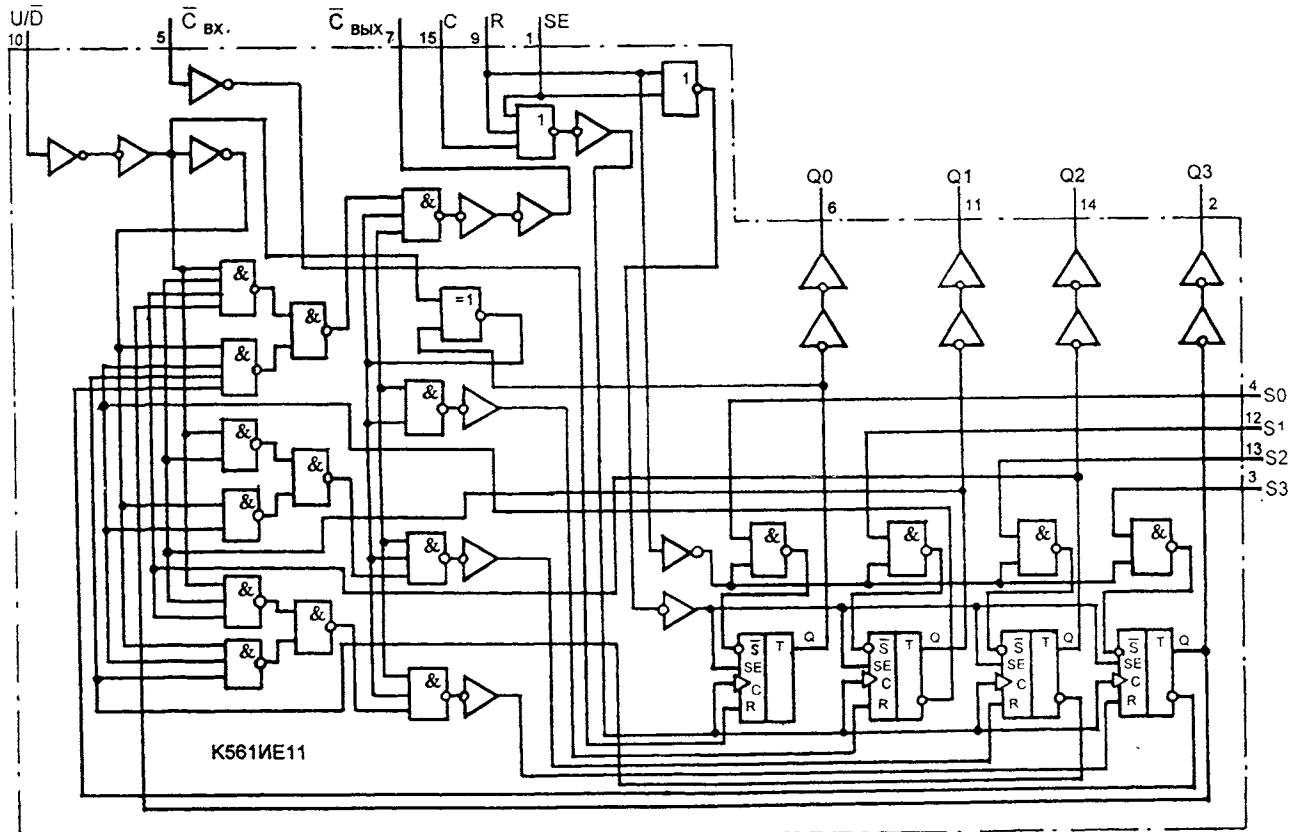 U/D̅ C̅ вх. C̅ вых C R SE
10 5 7 15 9 1
1
1
Q0 Q1 Q2 Q3
6 11 14 2
&
&
&
=1
&
&
&
4 S0
12 S1
13 S2
3 S3
&
&
&
&
& & & &
&
&
&
&
S̅ T Q S̅ T Q S̅ T Q S̅ T Q
SE SE SE SE
C C C C
R R R R
К561ИЕ11